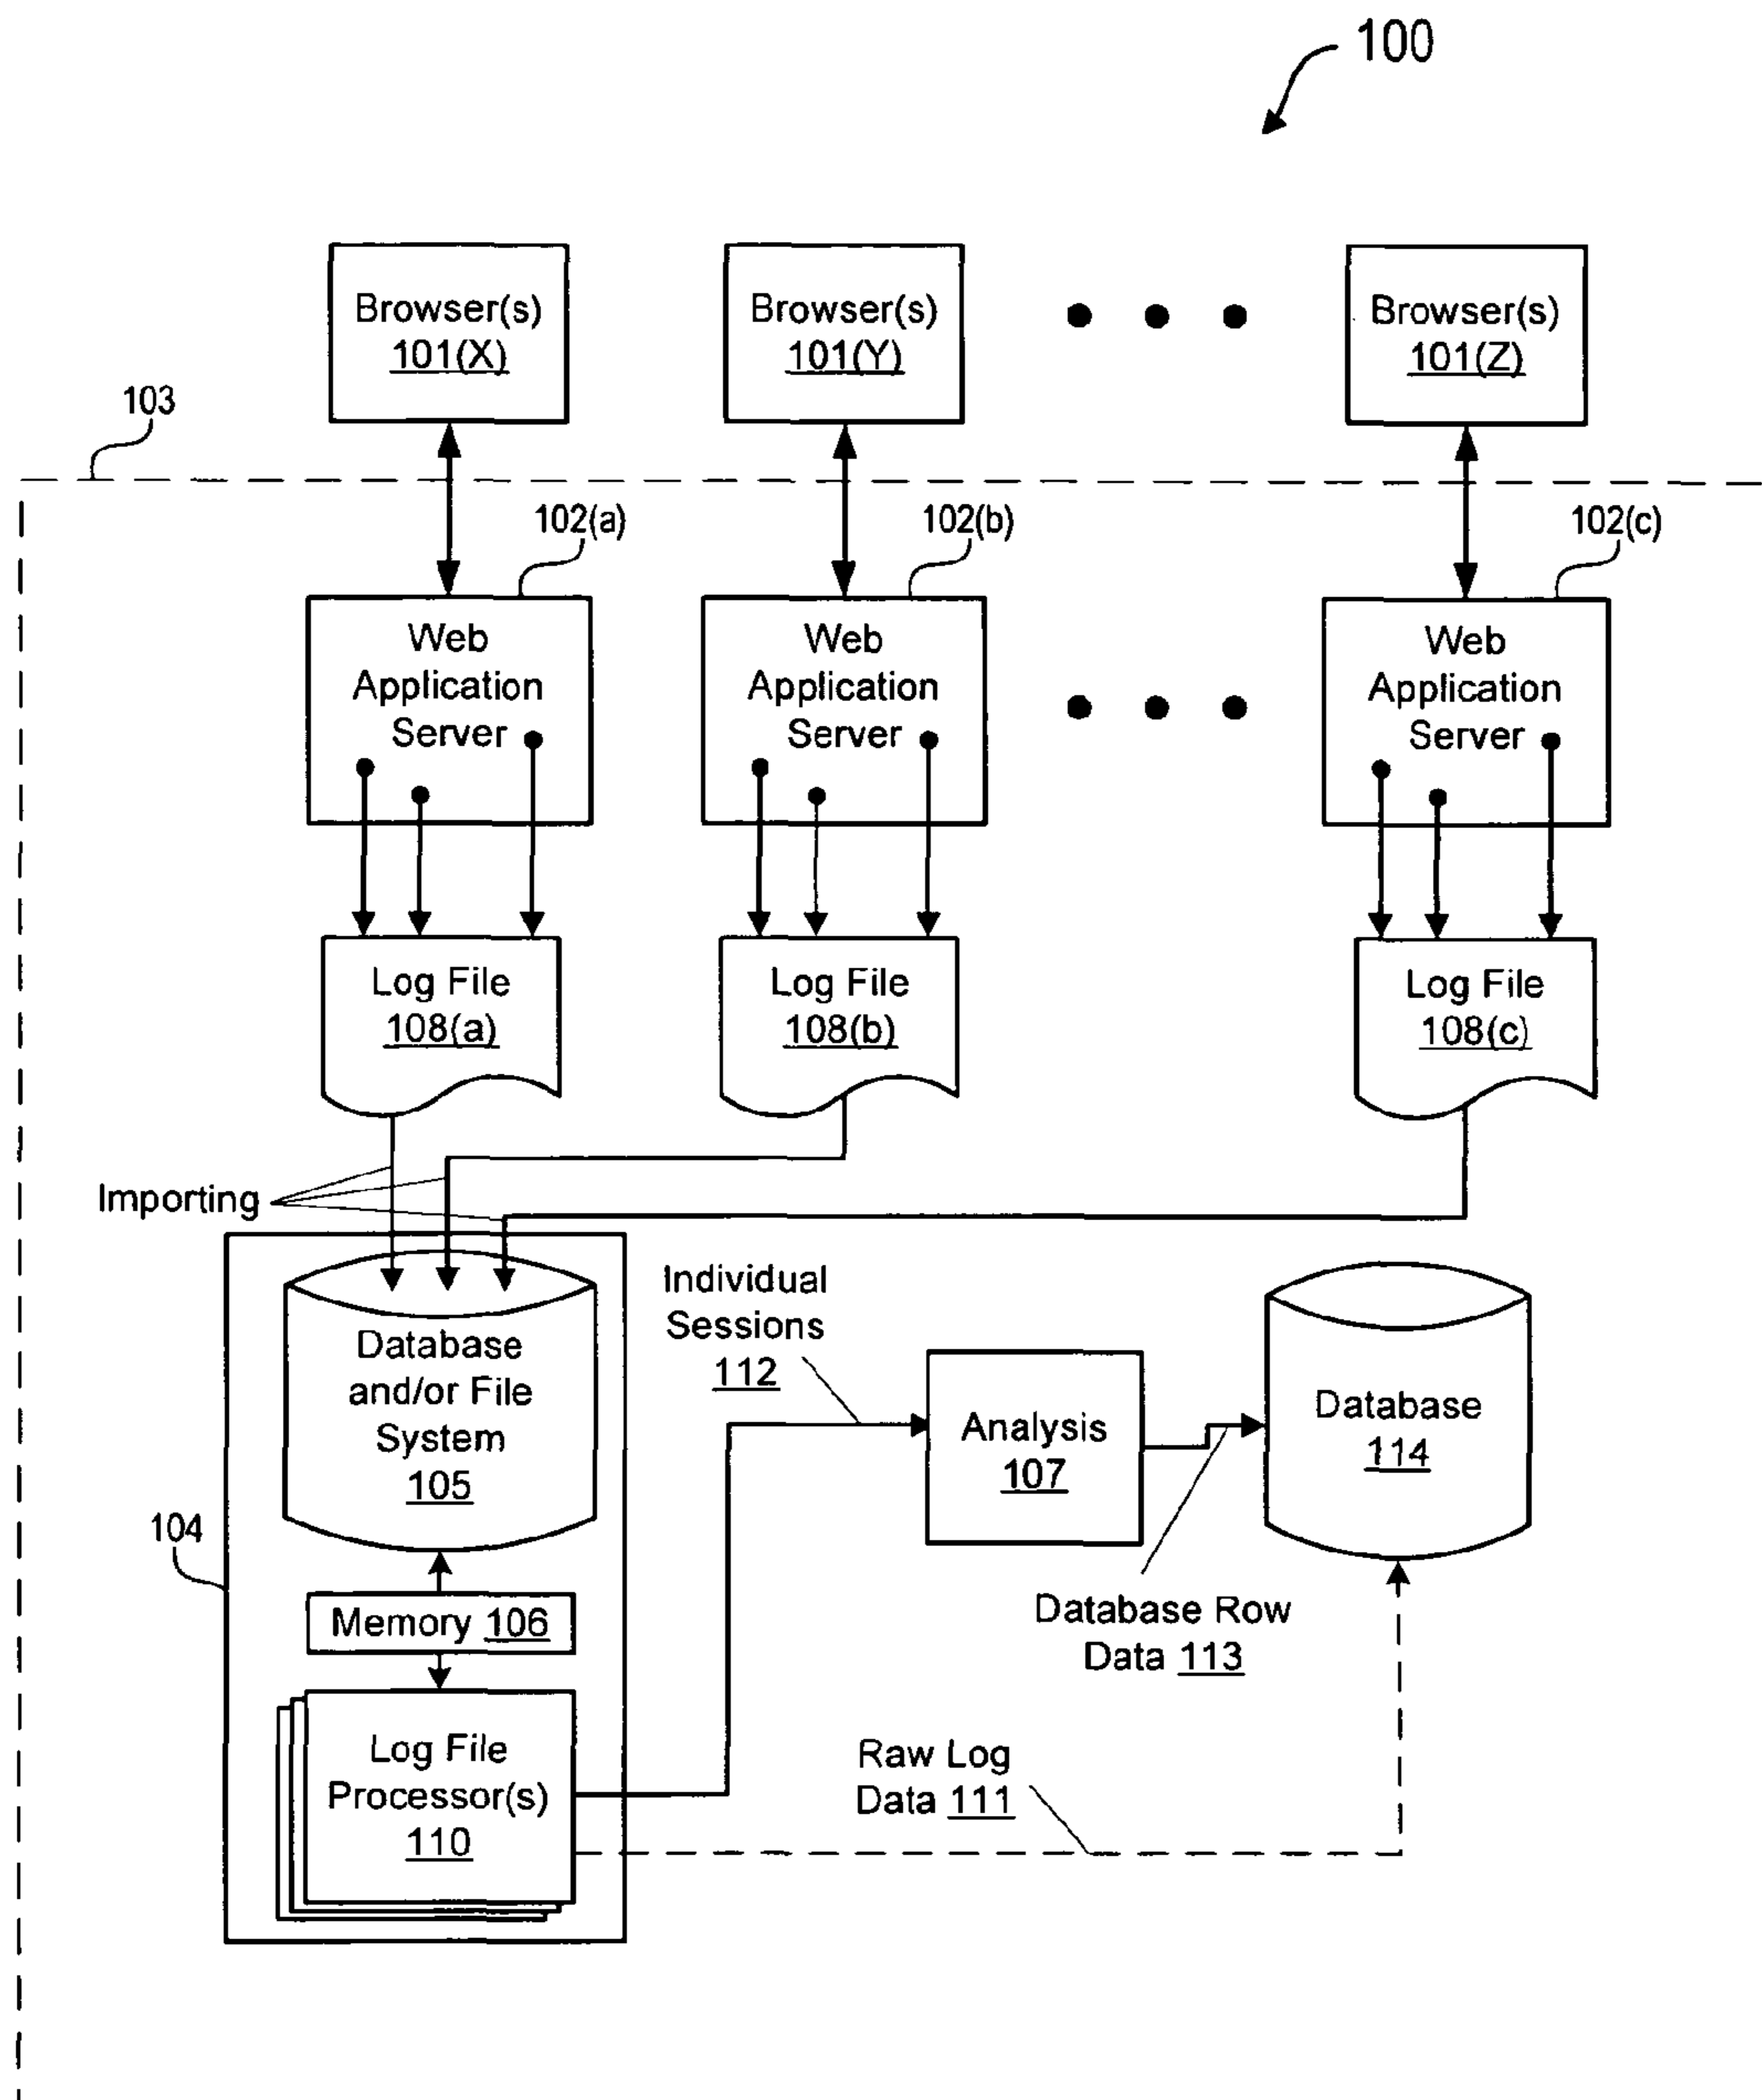 100
Browser(s)
101(X)
Browser(s)
101(Y)
Browser(s)
101(Z)
103
102(a)
102(b)
102(c)
Web
Application
Server
Web
Application
Server
Web
Application
Server
Log File
108(a)
Log File
108(b)
Log File
108(c)
Importing
Individual
Sessions
112
Database
and/or File
System
105
Analysis
107
Database
114
104
Memory 106
Database Row
Data 113
Log File
Processor(s)
110
Raw Log
Data 111